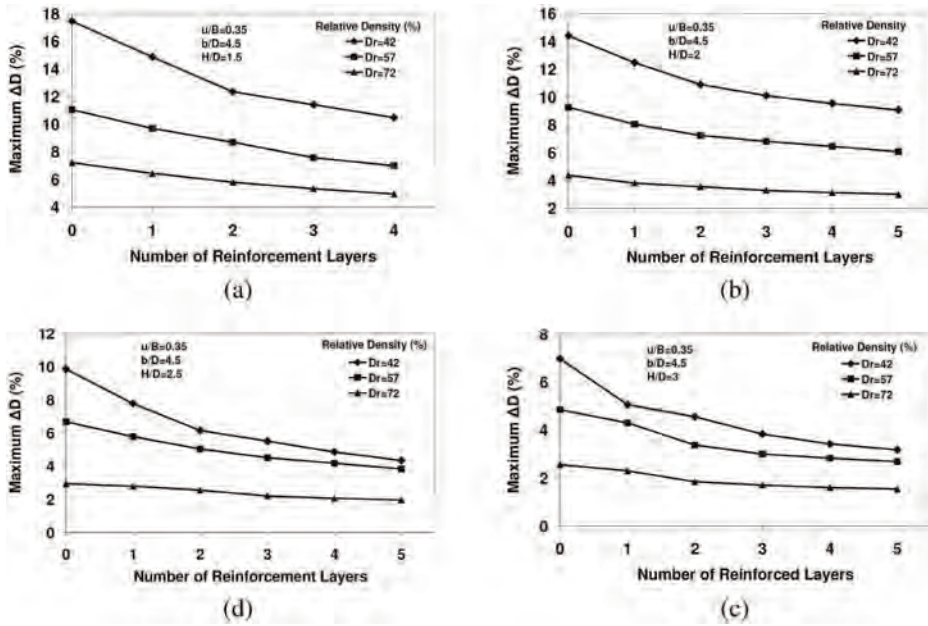 18
16
14
12
10
8
6
4
Maximum ΔD (%)
u/B=0.35
b/D=4.5
H/D=1.5
Relative Density (%)
Dr=42
Dr=57
Dr=72
0 1 2 3 4
Number of Reinforcement Layers
(a)
16
14
12
10
8
6
4
2
Maximum ΔD (%)
u/B=0.35
b/D=4.5
H/D=2
Relative Density
Dr=42
Dr=57
Dr=72
0 1 2 3 4 5
Number of Reinforcement Layers
(b)
12
10
8
6
4
2
0
Maximum ΔD (%)
u/B=0.35
b/D=4.5
H/D=2.5
Relative Density (%)
Dr=42
Dr=57
Dr=72
0 1 2 3 4 5
Number of Reinforcement Layers
(d)
8
6
4
2
0
Maximum ΔD (%)
u/B=0.35
b/D=4.5
H/D=3
Relative Density (%)
Dr=42
Dr=57
Dr=72
0 1 2 3 4 5
Number of Reinforced Layers
(c)